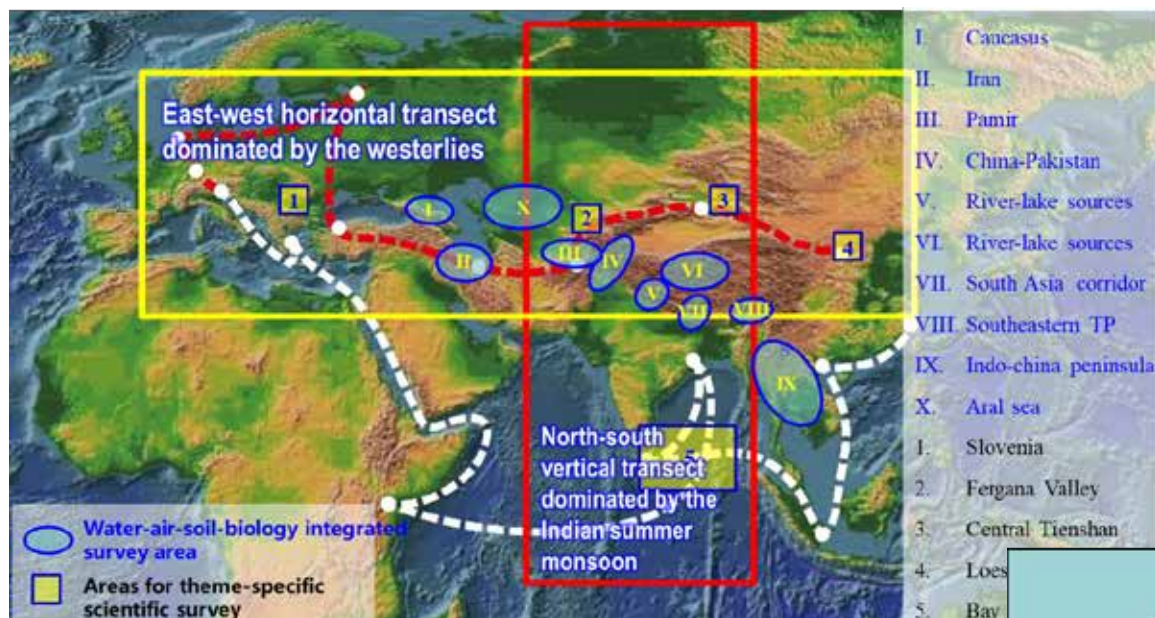 East-west horizontal transect
dominated by the westerlies
1
2
3
4
I
II
III
IV
V
VI
VII
VIII
IX
X
North-south
vertical transect
5
dominated by the
Indian summer
monsoon
Water-air-soil-biology integrated
survey area
Areas for theme-specific
scientific survey
I. Caucasus
II. Iran
III. Pamir
IV. China-Pakistan
V. River-lake sources
VI. River-lake sources
VII. South Asia corridor
VIII. Southeastern TP
IX. Indo-china peninsula
X. Aral sea
1. Slovenia
2. Fergana Valley
3. Central Tienshan
4. Loes
5. Bay